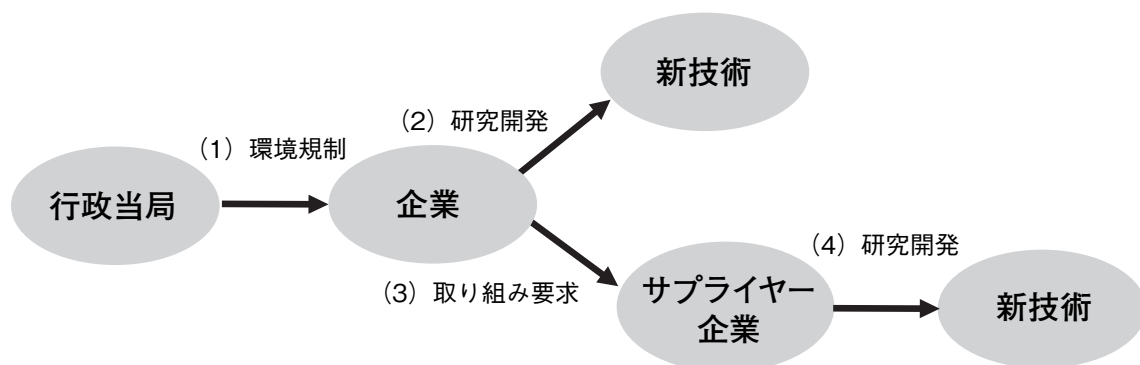 新技術
(2) 研究開発
(1) 環境規制
行政当局
企業
(3) 取り組み要求
(4) 研究開発
サプライヤー
企業
新技術